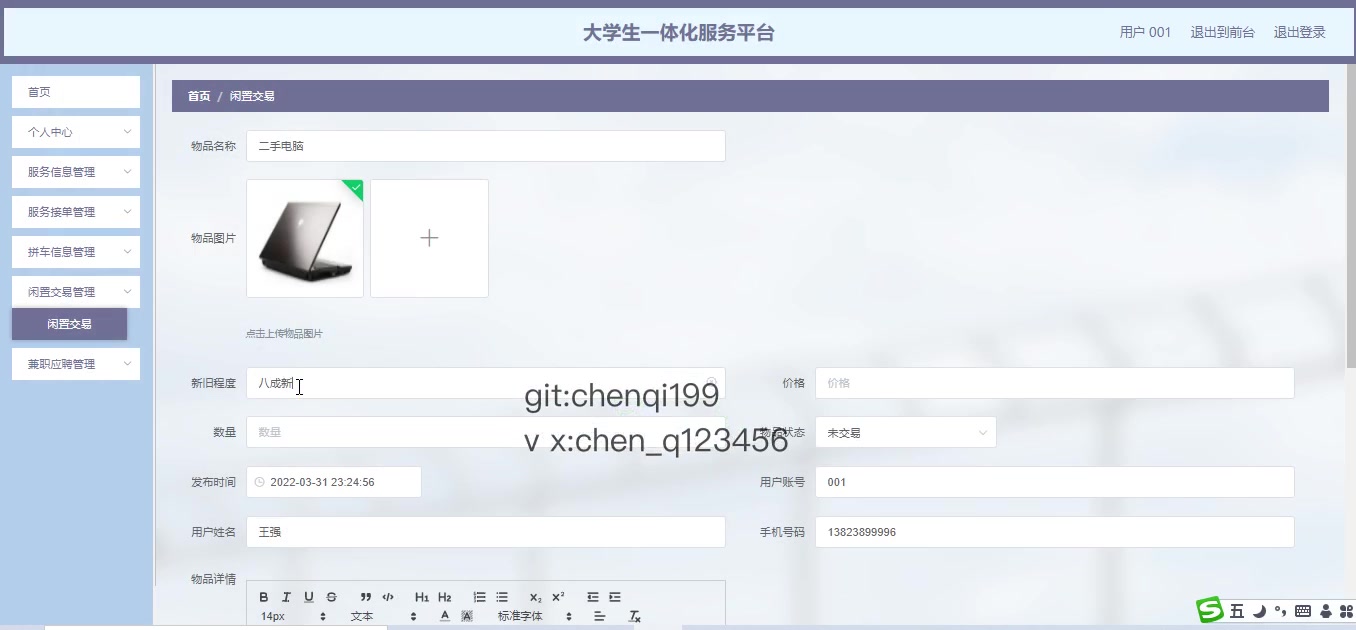 大学生一体化服务平台
用户 001 退出到前台 退出登录
首页
个人中心
服务信息管理
服务接单管理
拼车信息管理
闲置交易管理
闲置交易
兼职应聘管理
首页 / 闲置交易
物品名称 二手电脑
物品图片
点击上传物品图片
新旧程度 八成新
价格 价格
git:chenqi199
数量 数量
物品状态 未交易
v x:chen_q123456
发布时间 2022-03-31 23:24:56
用户账号 001
用户姓名 王强
手机号码 13823899996
物品详情
B I U S H1 H2 x₂ x²
14px 文本 A A 标准字体
五